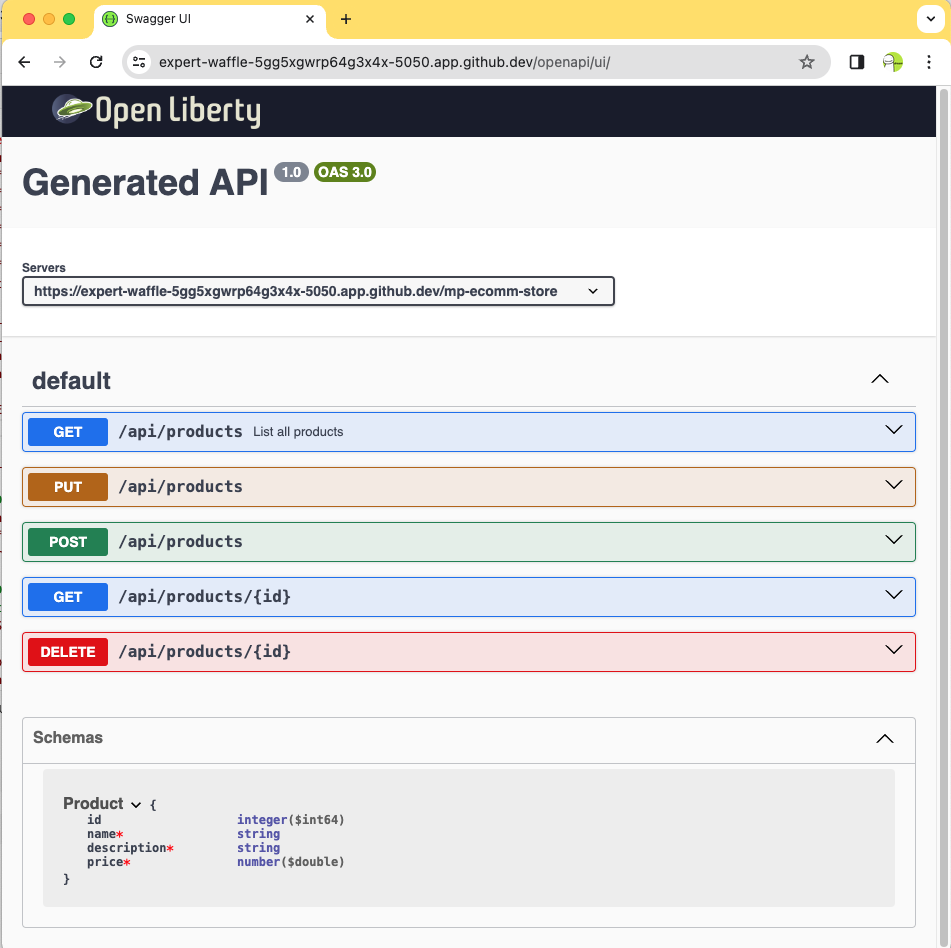 Swagger UI
expert-waffle-5gg5xgwrp64g3x4x-5050.app.github.dev/openapi/ui/
Open Liberty
Generated API 1.0 OAS 3.0
Servers
https://expert-waffle-5gg5xgwrp64g3x4x-5050.app.github.dev/mp-ecomm-store
default
GET /api/products List all products
PUT /api/products
POST /api/products
GET /api/products/{id}
DELETE /api/products/{id}
Schemas
Product {
id integer($int64)
name* string
description* string
price* number($double)
}